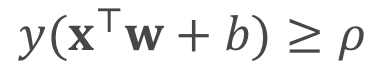 𝑦(𝐱⊤𝐰 + 𝑏) ≥ 𝜌